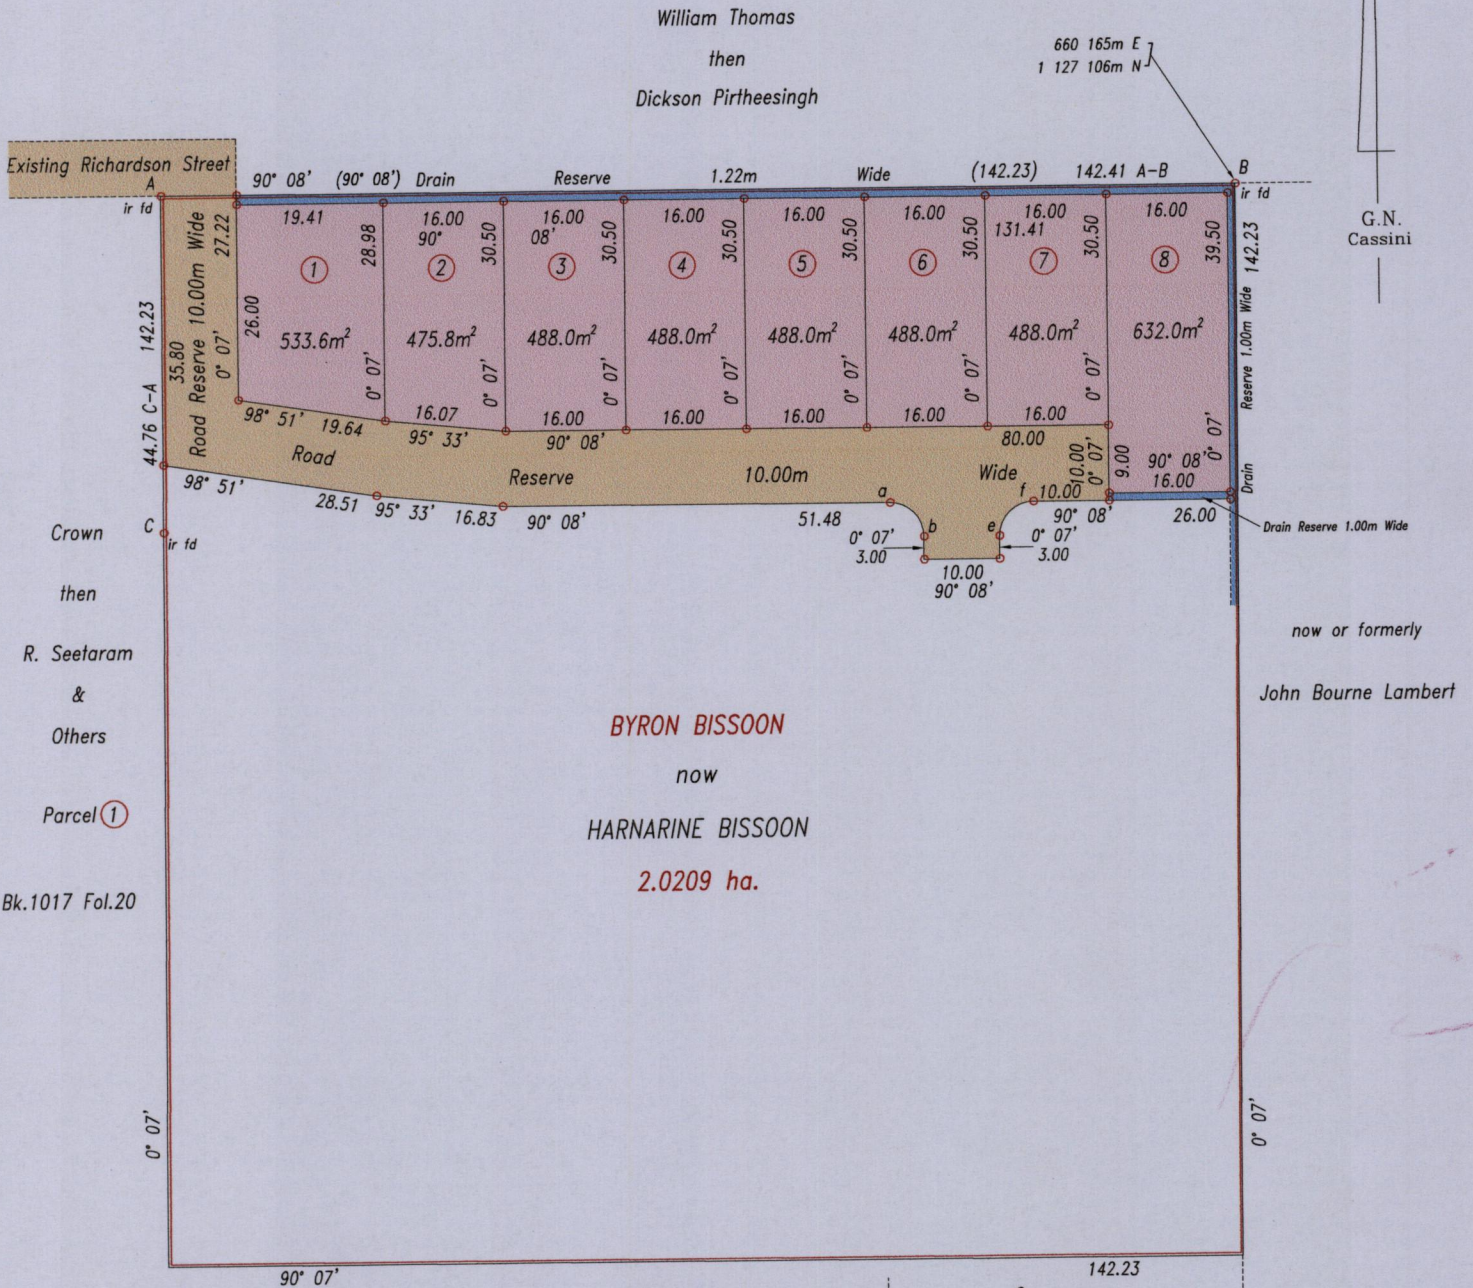 William Thomas
then
Dickson Pirtheesingh
660 165m E
1 127 106m N
G.N.
Cassini
Existing Richardson Street
A
ir fd
90° 08' (90° 08') Drain Reserve 1.22m Wide (142.23) 142.41 A-B
B
ir fd
19.41
16.00
16.00
16.00
16.00
16.00
16.00
16.00
90° 08' 131.41
27.22
28.98
30.50
30.50
30.50
30.50
30.50
30.50
39.50
142.23
1
2
3
4
5
6
7
8
26.00
533.6m²
475.8m²
488.0m²
488.0m²
488.0m²
488.0m²
488.0m²
632.0m²
Road Reserve 10.00m Wide
0° 07'
35.80
44.76 C-A 142.23
0° 07'
0° 07'
0° 07'
0° 07'
0° 07'
0° 07'
0° 07'
0° 07'
Drain Reserve 1.00m Wide
98° 51' 19.64
16.07
95° 33'
16.00
90° 08'
16.00
16.00
16.00
16.00
80.00
10.00
9.00
90° 08'
16.00
Road Reserve 10.00m Wide
98° 51' 28.51
95° 33' 16.83
90° 08' 51.48
a
b
e
f
10.00
90° 08' 26.00
Drain Reserve 1.00m Wide
0° 07'
3.00
0° 07'
3.00
10.00
90° 08'
C
ir fd
Crown
then
R. Seetaram
&
Others
Parcel 1
Bk.1017 Fol.20
now or formerly
John Bourne Lambert
BYRON BISSOON
now
HARNARINE BISSOON
2.0209 ha.
0° 07'
0° 07'
90° 07'
142.23